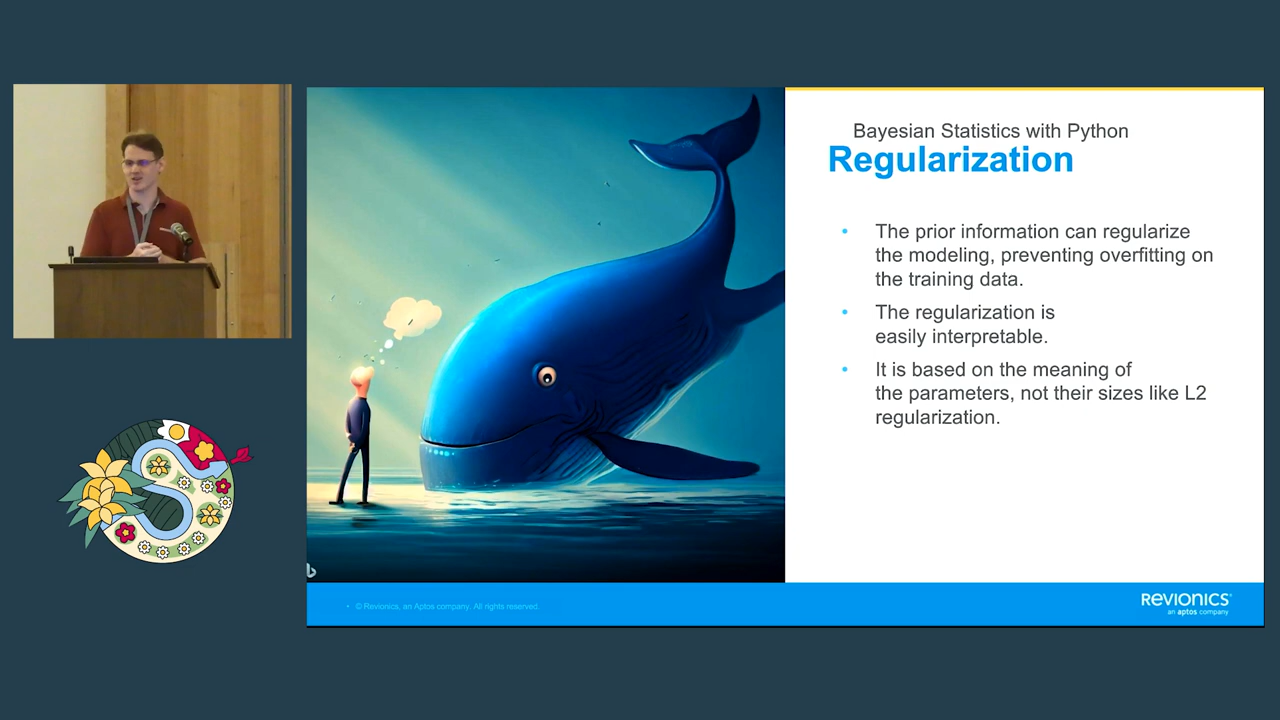 Bayesian Statistics with Python
Regularization
• The prior information can regularize
the modeling, preventing overfitting on
the training data.
• The regularization is
easily interpretable.
• It is based on the meaning of
the parameters, not their sizes like L2
regularization.
• © Revionics, an Aptos company. All rights reserved.
REVIONICS
an aptos company